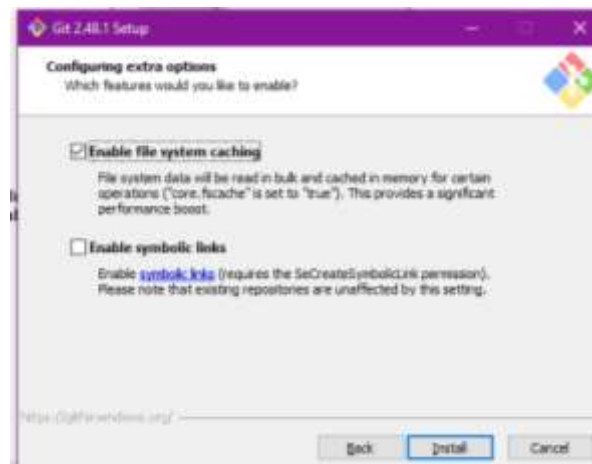 Git 2.48.1 Setup
Configuring extra options
Which features would you like to enable?
Enable file system caching
File system data will be read in bulk and cached in memory for certain
operations ("core.fscache" is set to "true"). This provides a significant
performance boost.
Enable symbolic links
Enable symbolic links (requires the SeCreateSymbolicLink permission).
Please note that existing repositories are unaffected by this setting.
https://gitforwindows.org/
Back
Install
Cancel